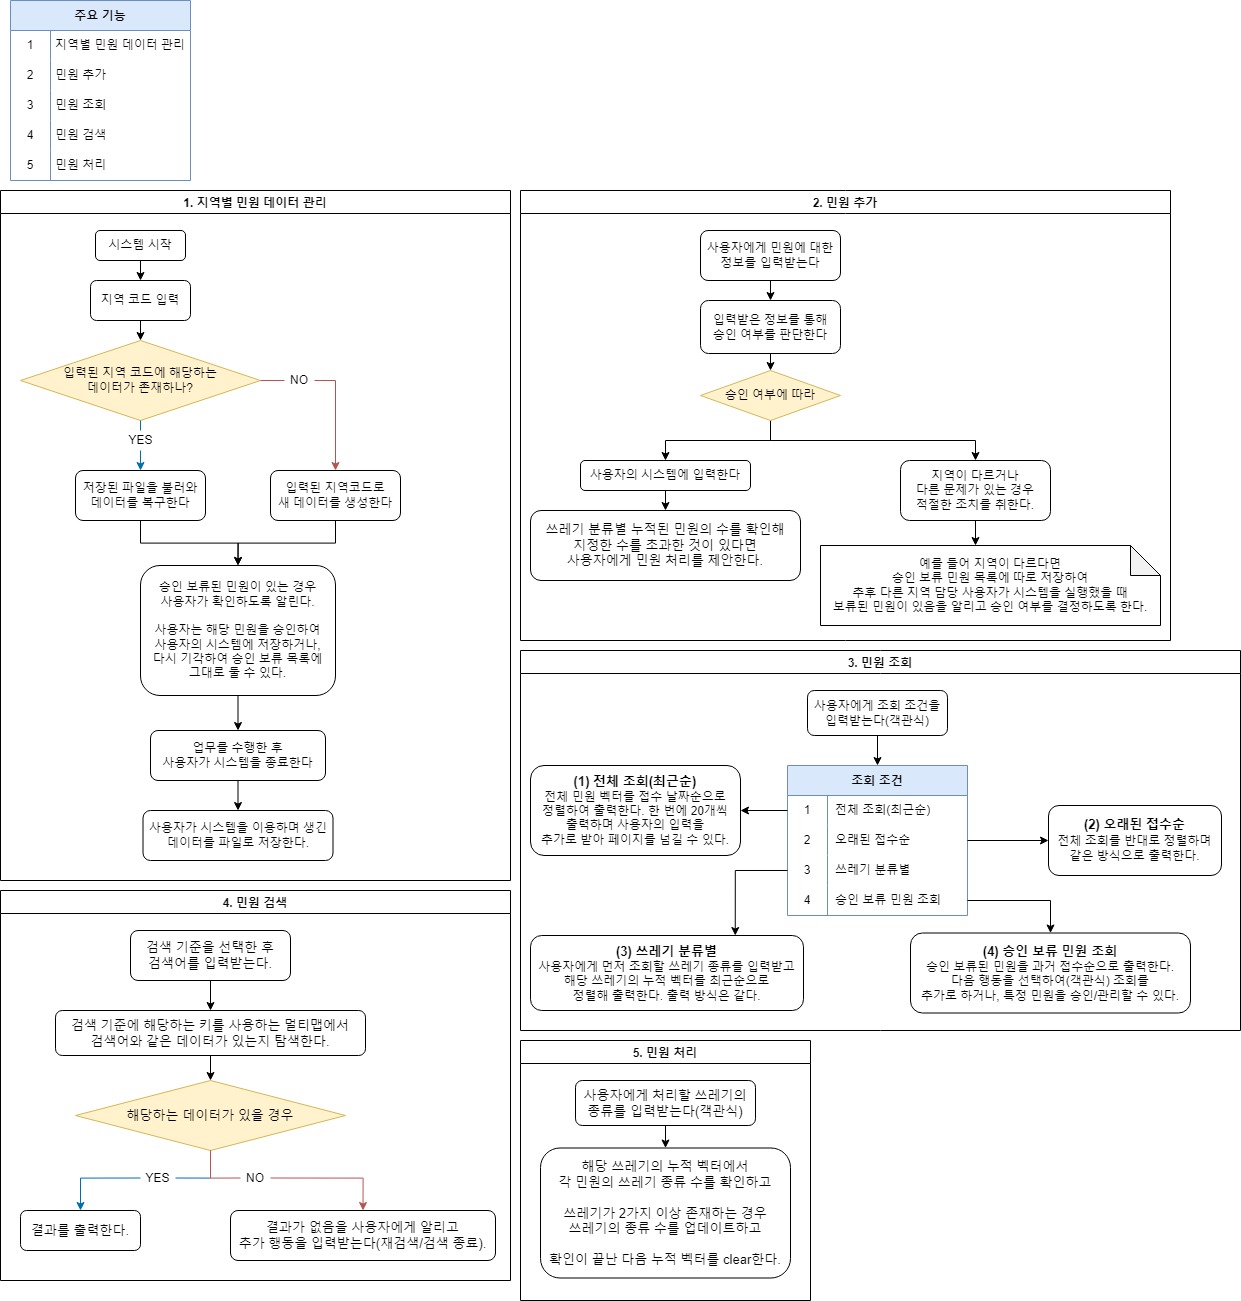 주요 기능
1 지역별 민원 데이터 관리
2 민원 추가
3 민원 조회
4 민원 검색
5 민원 처리
1. 지역별 민원 데이터 관리
시스템 시작
지역 코드 입력
입력된 지역 코드에 해당하는
데이터가 존재하나?
NO
YES
저장된 파일을 불러와
데이터를 복구한다
입력된 지역코드로
새 데이터를 생성한다
승인 보류된 민원이 있는 경우
사용자가 확인하도록 알린다.
사용자는 해당 민원을 승인하여
사용자의 시스템에 저장하거나,
다시 기각하여 승인 보류 목록에
그대로 둘 수 있다.
업무를 수행한 후
사용자가 시스템을 종료한다
사용자가 시스템을 이용하며 생긴
데이터를 파일로 저장한다.
2. 민원 추가
사용자에게 민원에 대한
정보를 입력받는다
입력받은 정보를 통해
승인 여부를 판단한다
승인 여부에 따라
사용자의 시스템에 입력한다
쓰레기 분류별 누적된 민원의 수를 확인해
지정한 수를 초과한 것이 있다면
사용자에게 민원 처리를 제안한다.
지역이 다르거나
다른 문제가 있는 경우
적절한 조치를 취한다.
예를 들어 지역이 다르다면
승인 보류 민원 목록에 따로 저장하여
추후 다른 지역 담당 사용자가 시스템을 실행했을 때
보류된 민원이 있음을 알리고 승인 여부를 결정하도록 한다.
3. 민원 조회
사용자에게 조회 조건을
입력받는다(객관식)
조회 조건
1 전체 조회(최근순)
2 오래된 접수순
3 쓰레기 분류별
4 승인 보류 민원 조회
(1) 전체 조회(최근순)
전체 민원 벡터를 접수 날짜순으로
정렬하여 출력한다. 한 번에 20개씩
출력하며 사용자의 입력을
추가로 받아 페이지를 넘길 수 있다.
(2) 오래된 접수순
전체 조회를 반대로 정렬하며
같은 방식으로 출력한다.
(3) 쓰레기 분류별
사용자에게 먼저 조회할 쓰레기 종류를 입력받고
해당 쓰레기의 누적 벡터를 최근순으로
정렬해 출력한다. 출력 방식은 같다.
(4) 승인 보류 민원 조회
승인 보류된 민원을 과거 접수순으로 출력한다.
다음 행동을 선택하여(객관식) 조회를
추가로 하거나, 특정 민원을 승인/관리할 수 있다.
4. 민원 검색
검색 기준을 선택한 후
검색어를 입력받는다.
검색 기준에 해당하는 키를 사용하는 멀티맵에서
검색어와 같은 데이터가 있는지 탐색한다.
해당하는 데이터가 있을 경우
YES
NO
결과를 출력한다.
결과가 없음을 사용자에게 알리고
추가 행동을 입력받는다(재검색/검색 종료).
5. 민원 처리
사용자에게 처리할 쓰레기의
종류를 입력받는다(객관식)
해당 쓰레기의 누적 벡터에서
각 민원의 쓰레기 종류 수를 확인하고
쓰레기가 2가지 이상 존재하는 경우
쓰레기의 종류 수를 업데이트하고
확인이 끝난 다음 누적 벡터를 clear한다.